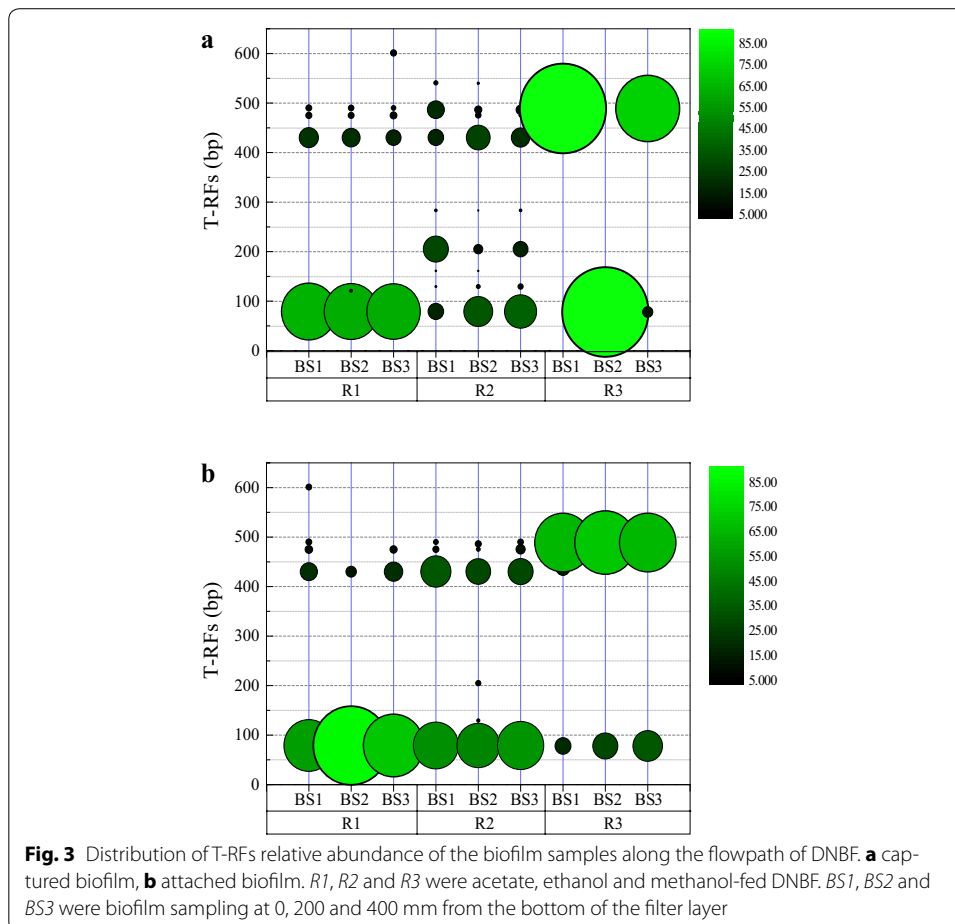 a
600
500
400
300
200
100
0
T-RFs (bp)
85.00
75.00
65.00
55.00
45.00
35.00
25.00
15.00
5.000
BS1 BS2 BS3 BS1 BS2 BS3 BS1 BS2 BS3
R1 R2 R3
b
600
500
400
300
200
100
0
T-RFs (bp)
85.00
75.00
65.00
55.00
45.00
35.00
25.00
15.00
5.000
BS1 BS2 BS3 BS1 BS2 BS3 BS1 BS2 BS3
R1 R2 R3
Fig. 3 Distribution of T-RFs relative abundance of the biofilm samples along the flowpath of DNBF. a cap-
tured biofilm, b attached biofilm. R1, R2 and R3 were acetate, ethanol and methanol-fed DNBF. BS1, BS2 and
BS3 were biofilm sampling at 0, 200 and 400 mm from the bottom of the filter layer